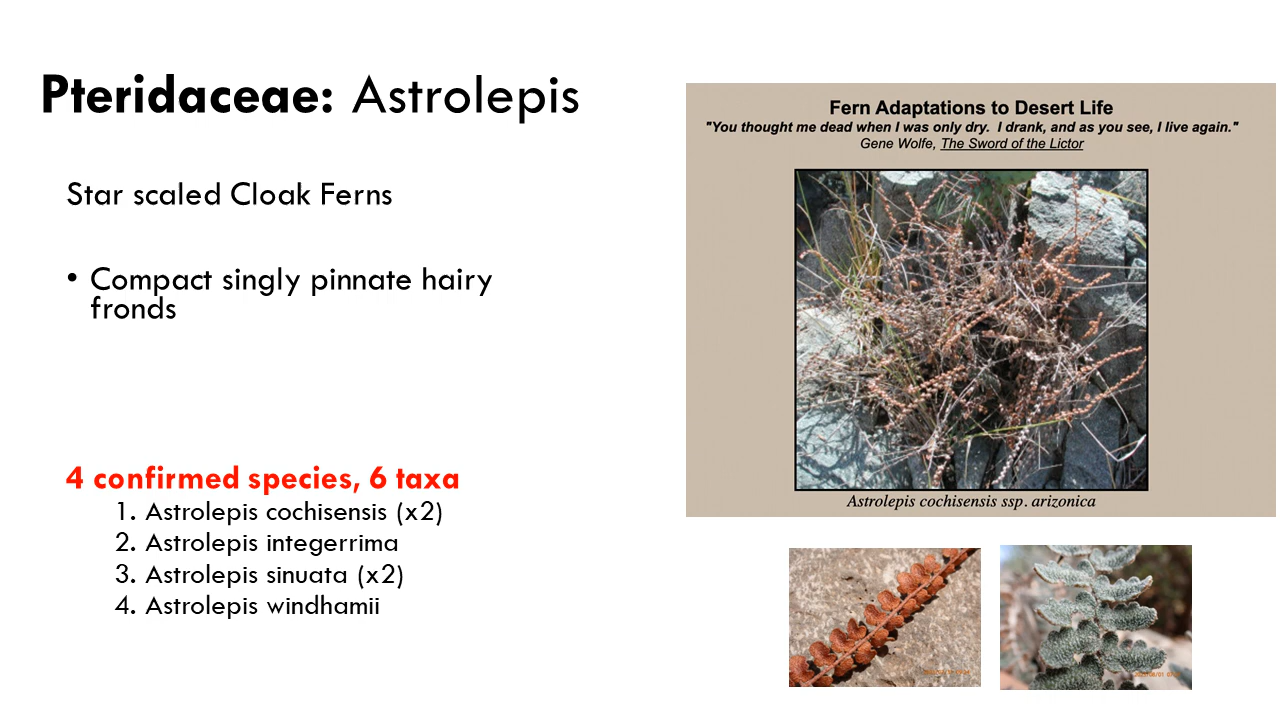 Pteridaceae: Astrolepis
Star scaled Cloak Ferns
• Compact singly pinnate hairy
fronds
4 confirmed species, 6 taxa
1. Astrolepis cochisensis (x2)
2. Astrolepis integerrima
3. Astrolepis sinuata (x2)
4. Astrolepis windhamii
Fern Adaptations to Desert Life
"You thought me dead when I was only dry. I drank, and as you see, I live again."
Gene Wolfe, The Sword of the Lictor
Astrolepis cochisensis ssp. arizonica